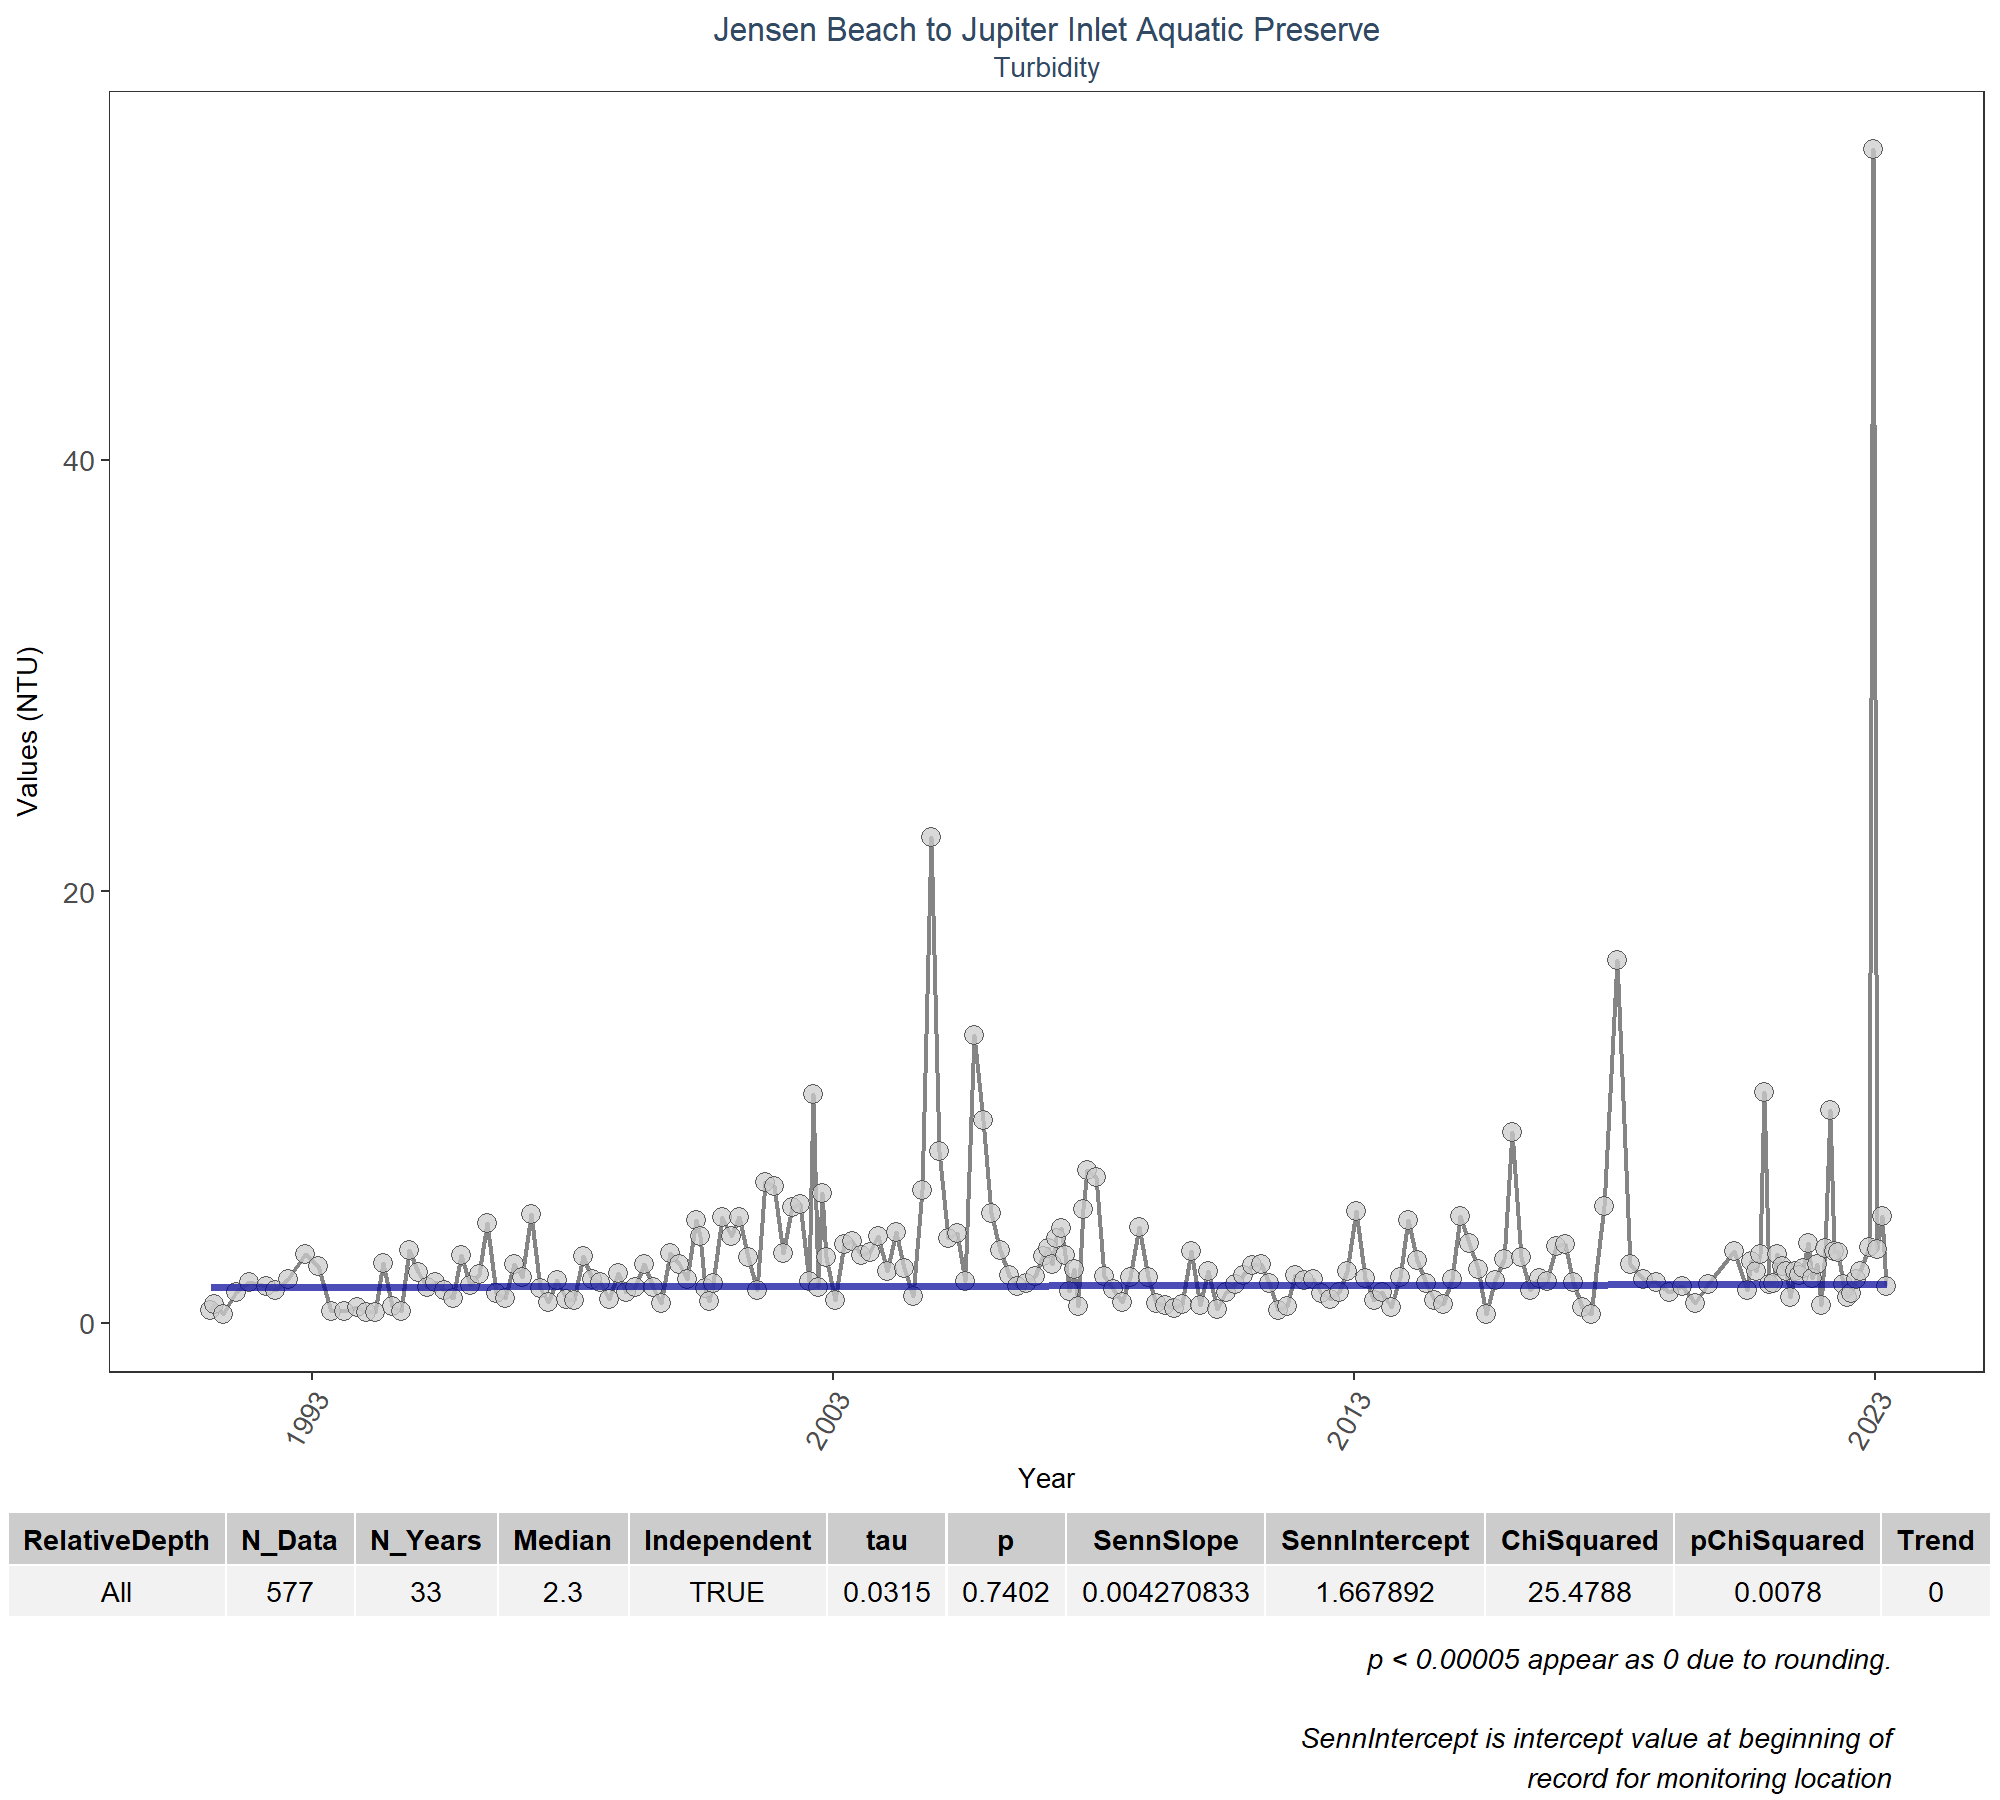 Jensen Beach to Jupiter Inlet Aquatic Preserve
Turbidity
Values (NTU)
40
20
0
1993
2003
2013
2023
Year
RelativeDepth N_Data N_Years Median Independent tau p SennSlope SennIntercept ChiSquared pChiSquared Trend
All 577 33 2.3 TRUE 0.0315 0.7402 0.004270833 1.667892 25.4788 0.0078 0
p < 0.00005 appear as 0 due to rounding.
SennIntercept is intercept value at beginning of
record for monitoring location